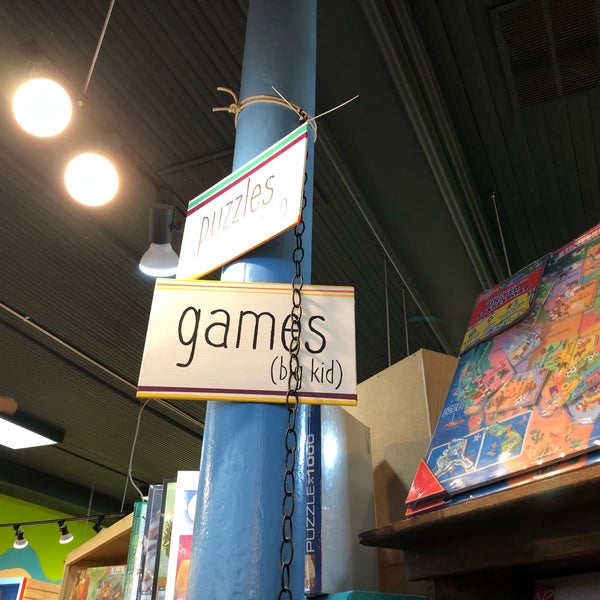 puzzles
games
(big kid)
PUZZLE×1000